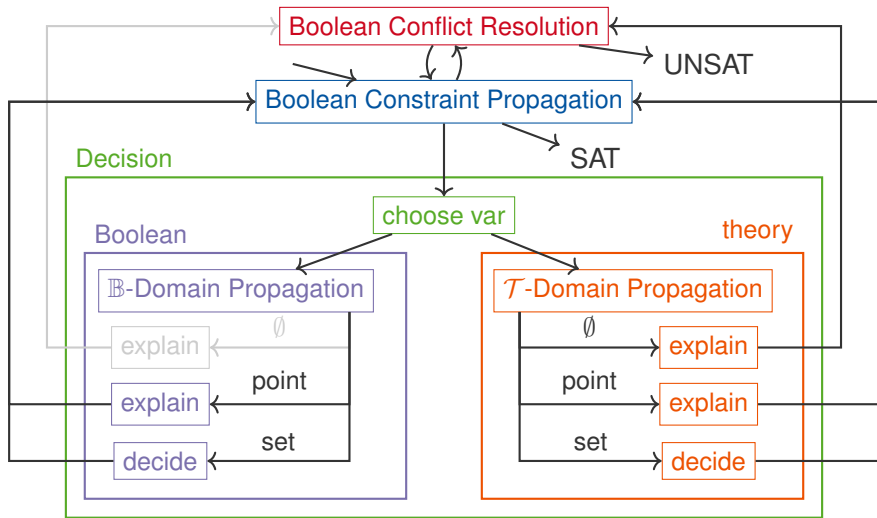 Boolean Conflict Resolution
UNSAT
Boolean Constraint Propagation
SAT
Decision
choose var
Boolean
theory
𝔹-Domain Propagation
𝒯-Domain Propagation
∅
explain
∅
explain
point
explain
point
explain
set
decide
set
decide